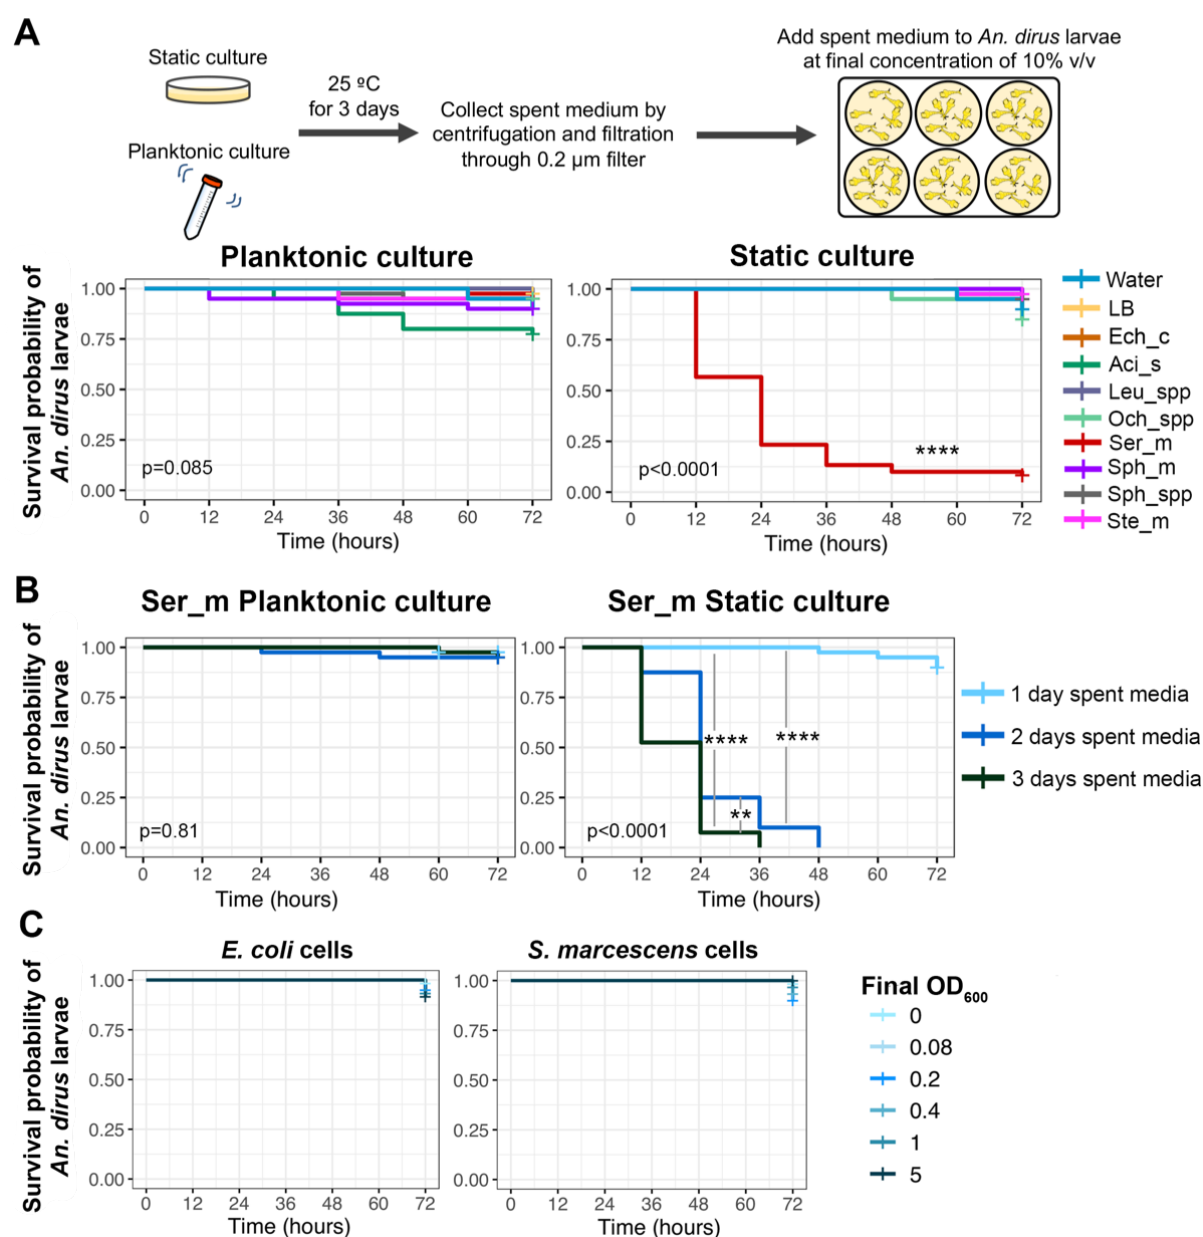 A
Static culture
Planktonic culture
25 ºC
for 3 days
Collect spent medium by
centrifugation and filtration
through 0.2 µm filter
Add spent medium to An. dirus larvae
at final concentration of 10% v/v
Planktonic culture
Static culture
Survival probability of
An. dirus larvae
1.00
0.75
0.50
0.25
0.00
p=0.085
0 12 24 36 48 60 72
Time (hours)
1.00
0.75
0.50
0.25
0.00
p<0.0001
****
0 12 24 36 48 60 72
Time (hours)
Water
LB
Ech_c
Aci_s
Leu_spp
Och_spp
Ser_m
Sph_m
Sph_spp
Ste_m
B
Ser_m Planktonic culture
Ser_m Static culture
Survival probability of
An. dirus larvae
1.00
0.75
0.50
0.25
0.00
p=0.81
0 12 24 36 48 60 72
Time (hours)
1.00
0.75
0.50
0.25
0.00
p<0.0001
****
****
**
0 12 24 36 48 60 72
Time (hours)
1 day spent media
2 days spent media
3 days spent media
C
E. coli cells
S. marcescens cells
Survival probability of
An. dirus larvae
1.00
0.75
0.50
0.25
0.00
0 12 24 36 48 60 72
Time (hours)
1.00
0.75
0.50
0.25
0.00
0 12 24 36 48 60 72
Time (hours)
Final OD600
0
0.08
0.2
0.4
1
5